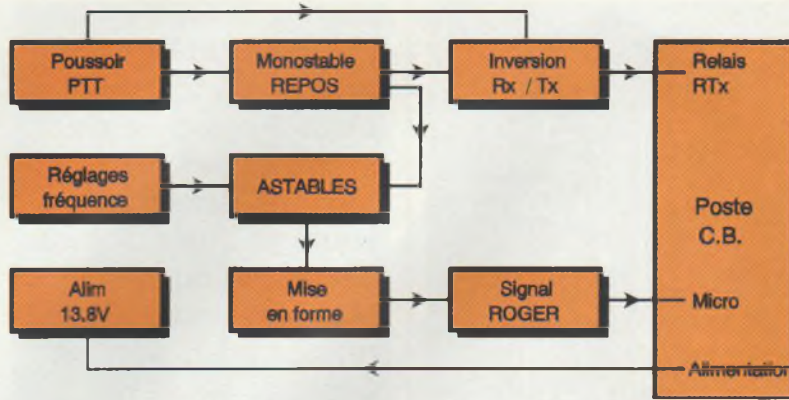 Poussoir
PTT
Monostable
REPOS
Inversion
Rx / Tx
Relais
RTx
Réglages
fréquence
ASTABLES
Poste
C.B.
Alim
13,8V
Mise
en forme
Signal
ROGER
Micro
Alimentation